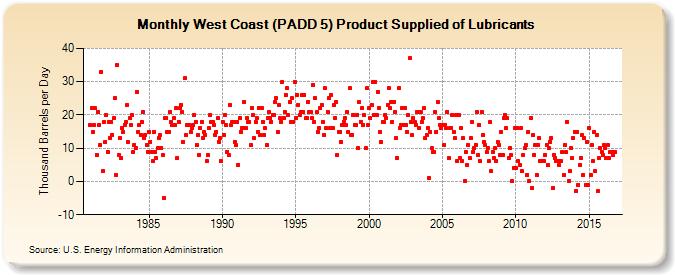 Monthly West Coast (PADD 5) Product Supplied of Lubricants
Thousand Barrels per Day
40
30
20
10
0
-10
1985 1990 1995 2000 2005 2010 2015
Source: U.S. Energy Information Administration